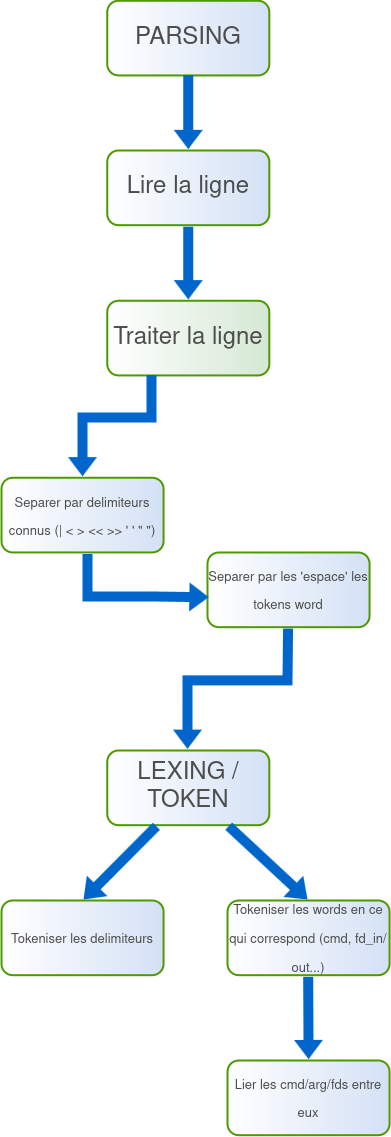 PARSING
Lire la ligne
Traiter la ligne
Separer par delimiteurs
connus (| < > << >> ' ' " ")
Separer par les 'espace' les
tokens word
LEXING /
TOKEN
Tokeniser les delimiteurs
Tokeniser les words en ce
qui correspond (cmd, fd_in/
out...)
Lier les cmd/arg/fds entre
eux